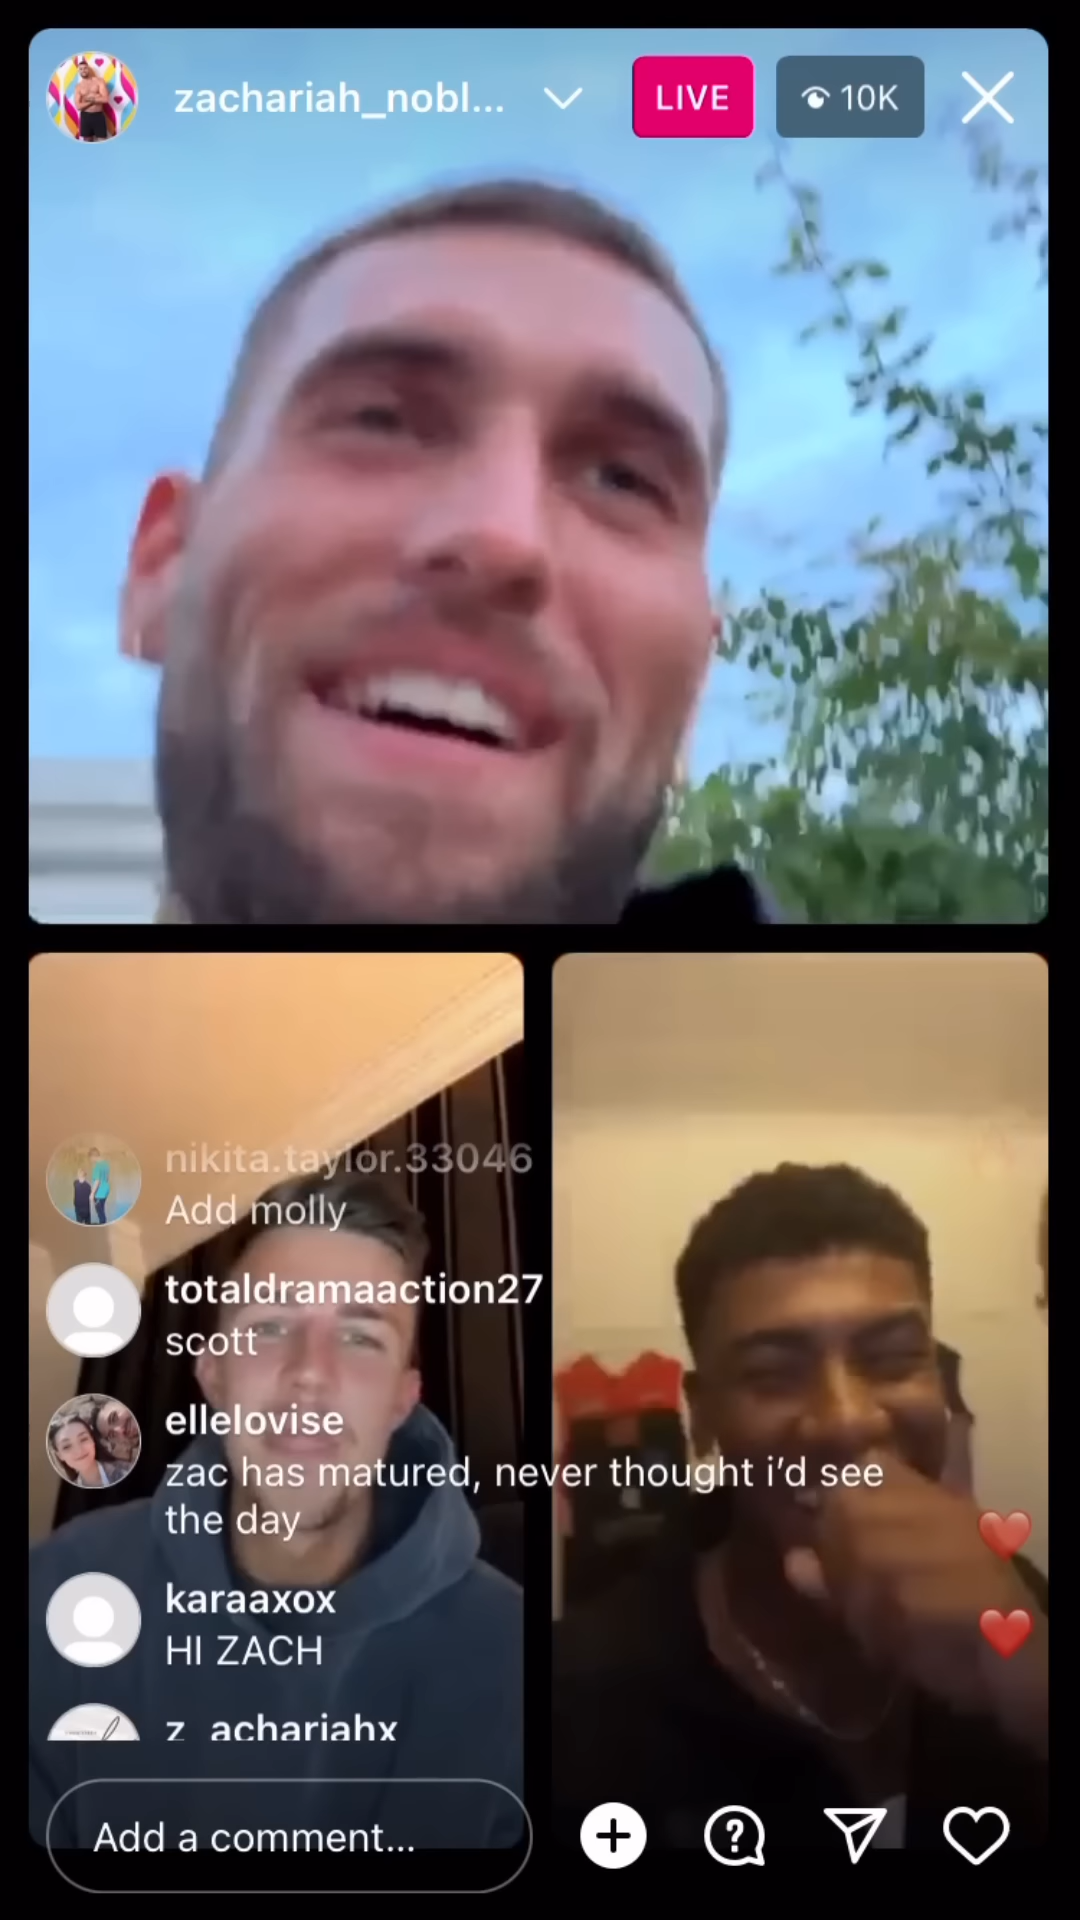 zachariah_nobl...
LIVE
10K
nikita.taylor.33046
Add molly
totaldramaaction27
scott
ellelovise
zac has matured, never thought i’d see
the day
karaaxox
HI ZACH
z_achariahx
Add a comment...